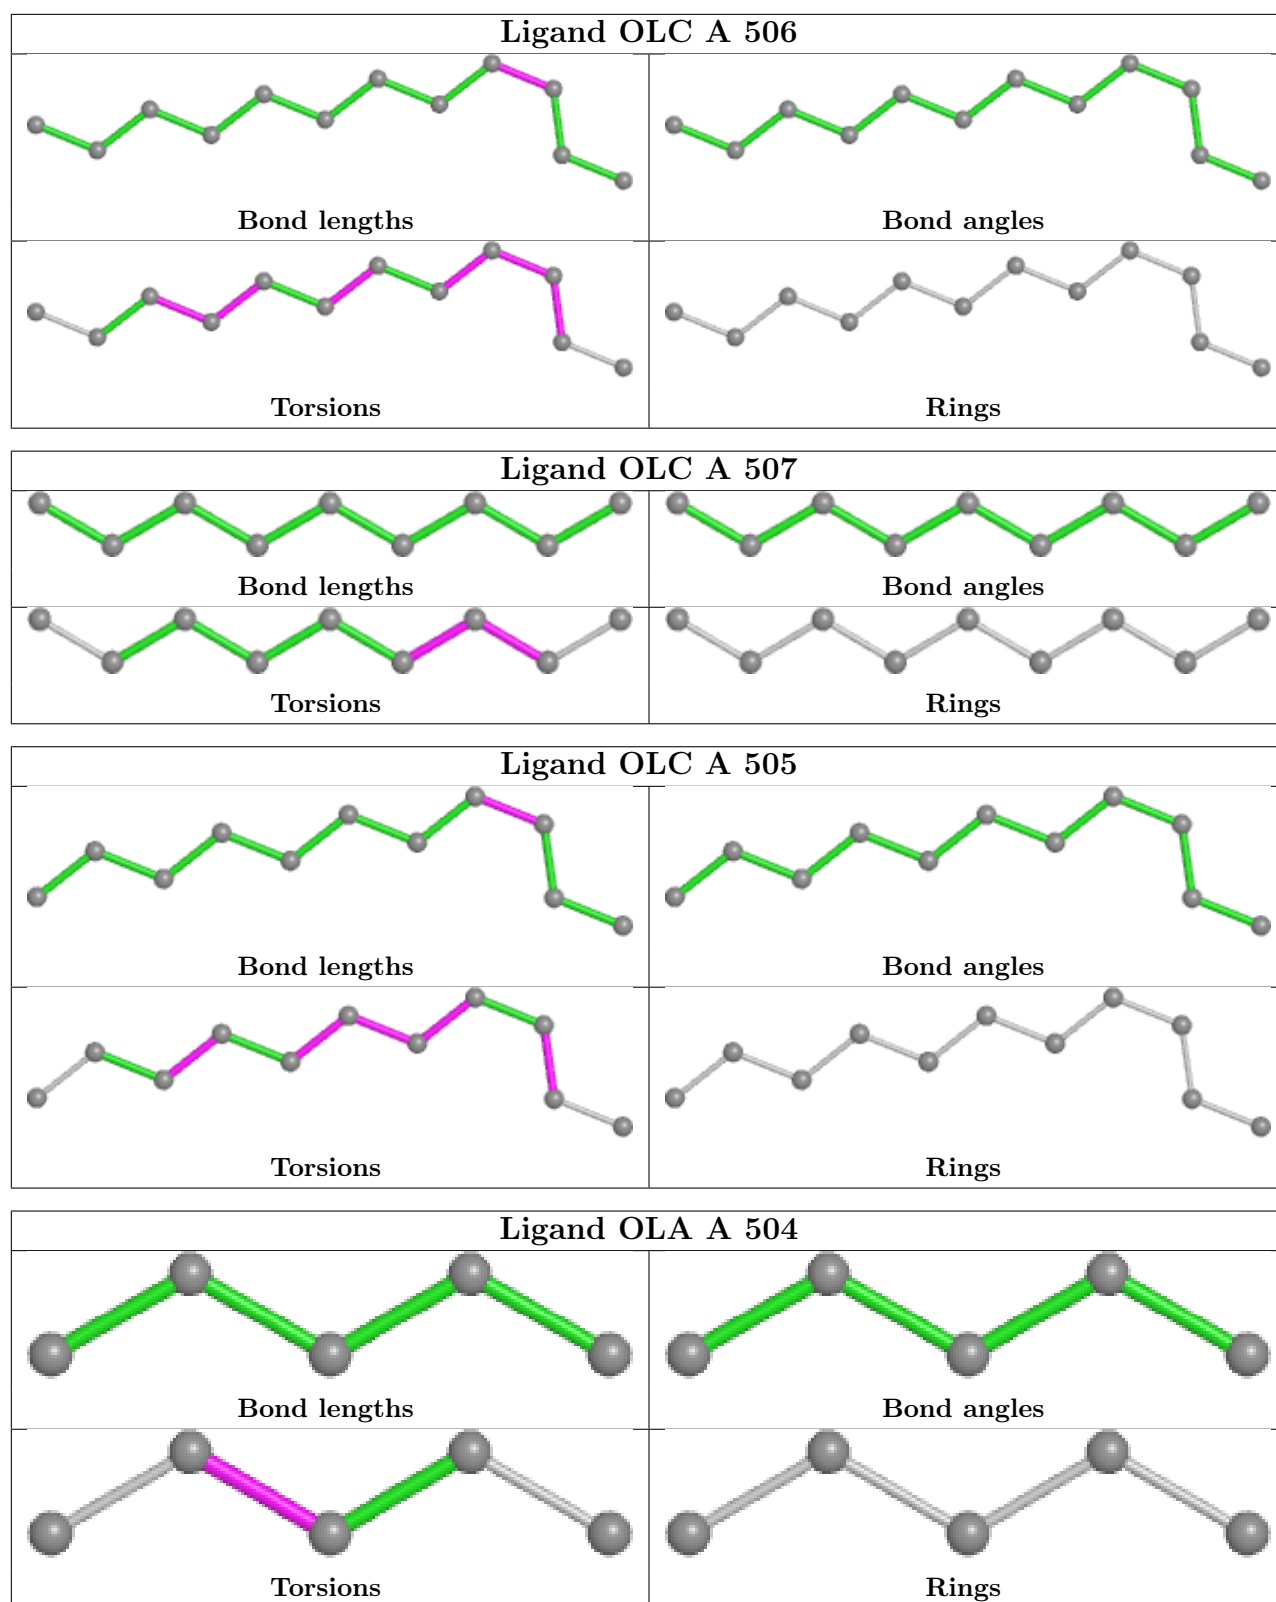 Ligand OLC A 506
Bond lengths Bond angles
Torsions Rings
Ligand OLC A 507
Bond lengths Bond angles
Torsions Rings
Ligand OLC A 505
Bond lengths Bond angles
Torsions Rings
Ligand OLA A 504
Bond lengths Bond angles
Torsions Rings